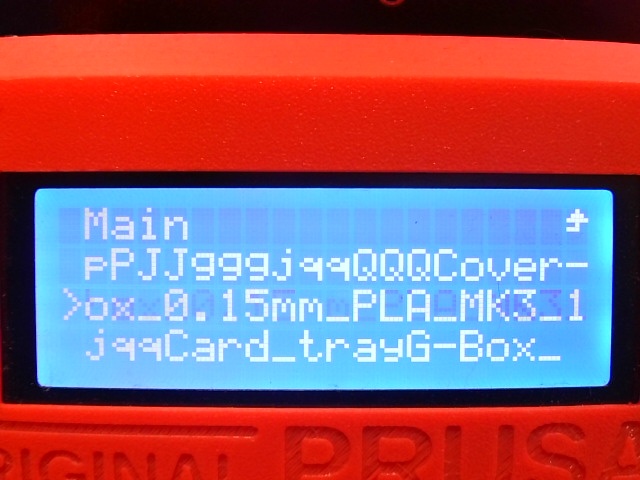 Main
pPJJgggjqqQQQCover-
>ox_0.15mm_PLA_MK3_1
jqqCard_trayG-Box_
ORIGINAL PRUSA